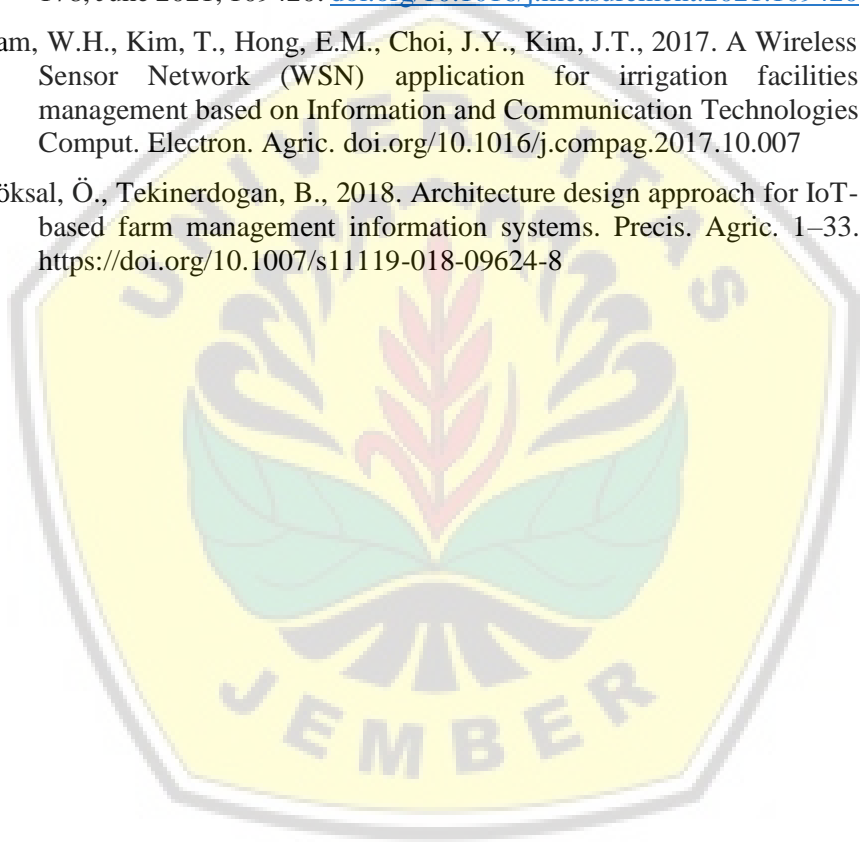 am, W.H., Kim, T., Hong, E.M., Choi, J.Y., Kim, J.T., 2017. A Wireless
Sensor Network (WSN) application for irrigation facilities
management based on Information and Communication Technologies
Comput. Electron. Agric. doi.org/10.1016/j.compag.2017.10.007
öksal, Ö., Tekinerdogan, B., 2018. Architecture design approach for IoT-
based farm management information systems. Precis. Agric. 1–33.
https://doi.org/10.1007/s11119-018-09624-8
UNIVERSITAS
JEMBER